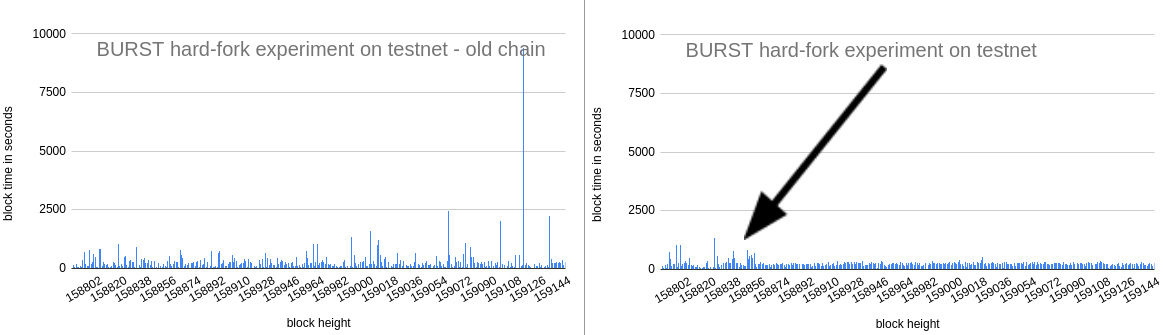 BURST hard-fork experiment on testnet - old chain
block time in seconds
10000
7500
5000
2500
0
158802 158820 158838 158856 158874 158892 158910 158928 158946 158964 158982 159000 159018 159036 159054 159072 159090 159108 159126 159144
block height
BURST hard-fork experiment on testnet
block time in seconds
10000
7500
5000
2500
0
158802 158820 158838 158856 158874 158892 158910 158928 158946 158964 158982 159000 159018 159036 159054 159072 159090 159108 159126 159144
block height